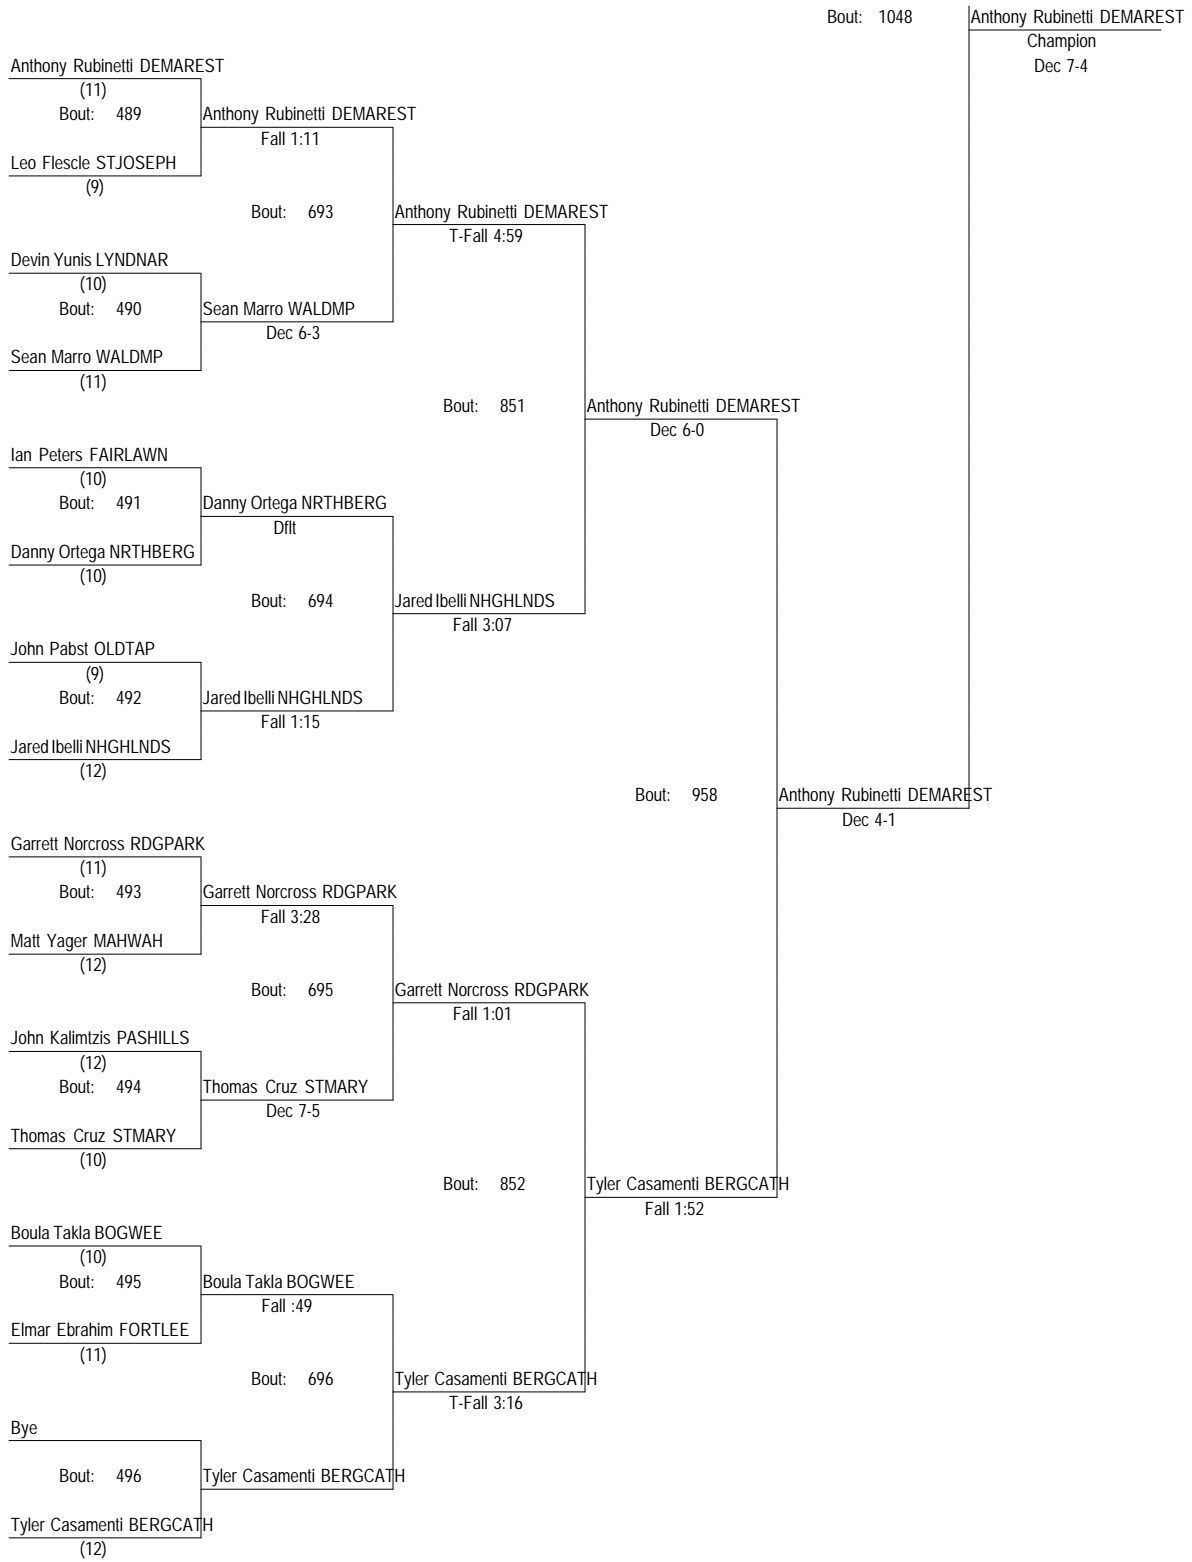 Bout: 1048 Anthony Rubinetti DEMAREST
Champion
Anthony Rubinetti DEMAREST Dec 7-4
(11)
Bout: 489 Anthony Rubinetti DEMAREST
Fall 1:11
Leo Flescle STJOSEPH
(9)
Bout: 693 Anthony Rubinetti DEMAREST
T-Fall 4:59
Devin Yunis LYNDNAR
(10)
Bout: 490 Sean Marro WALDMP
Dec 6-3
Sean Marro WALDMP
(11)
Bout: 851 Anthony Rubinetti DEMAREST
Dec 6-0
Ian Peters FAIRLAWN
(10)
Bout: 491 Danny Ortega NRTHBERG
Dflt
Danny Ortega NRTHBERG
(10)
Bout: 694 Jared Ibelli NHGHLNDS
Fall 3:07
John Pabst OLDTAP
(9)
Bout: 492 Jared Ibelli NHGHLNDS
Fall 1:15
Jared Ibelli NHGHLNDS
(12)
Bout: 958 Anthony Rubinetti DEMAREST
Dec 4-1
Garrett Norcross RDGPARK
(11)
Bout: 493 Garrett Norcross RDGPARK
Fall 3:28
Matt Yager MAHWAH
(12)
Bout: 695 Garrett Norcross RDGPARK
Fall 1:01
John Kalimtzis PASHILLS
(12)
Bout: 494 Thomas Cruz STMARY
Dec 7-5
Thomas Cruz STMARY
(10)
Bout: 852 Tyler Casamenti BERGCATH
Fall 1:52
Boula Takla BOGWEE
(10)
Bout: 495 Boula Takla BOGWEE
Fall :49
Elmar Ebrahim FORTLEE
(11)
Bout: 696 Tyler Casamenti BERGCATH
T-Fall 3:16
Bye
Bout: 496 Tyler Casamenti BERGCATH
Tyler Casamenti BERGCATH
(12)